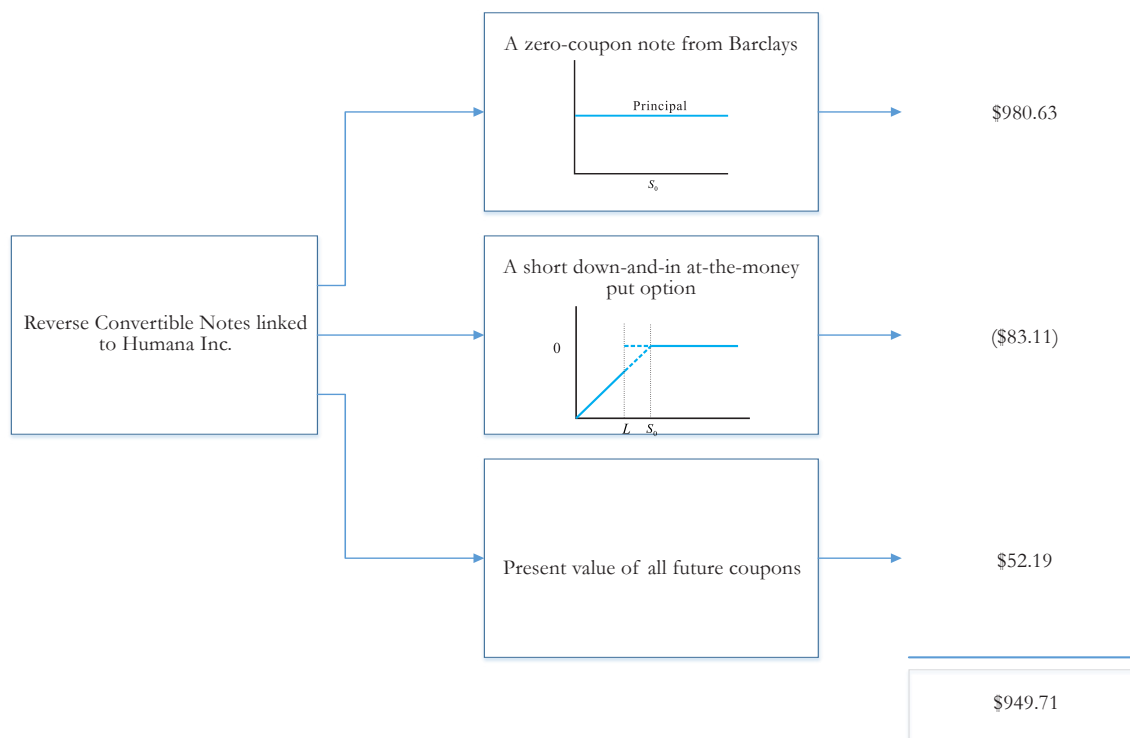 A zero-coupon note from Barclays
Principal
S₀
$980.63
Reverse Convertible Notes linked
to Humana Inc.
A short down-and-in at-the-money
put option
0
L S₀
($83.11)
Present value of all future coupons
$52.19
$949.71